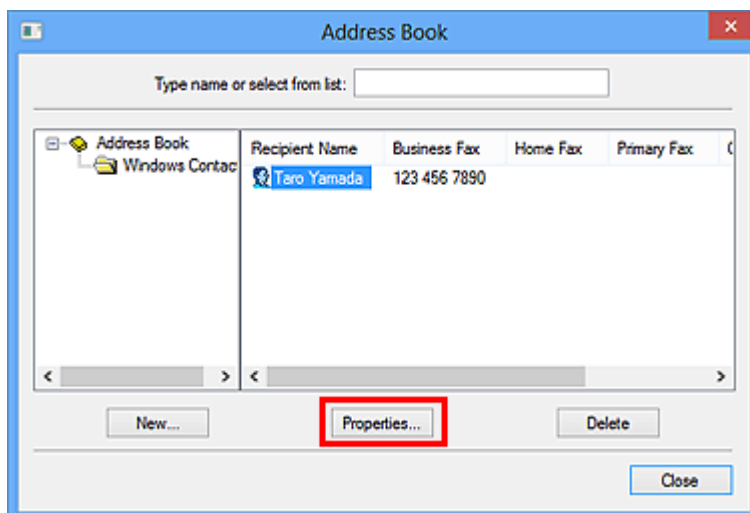 Address Book
Type name or select from list:
Address Book
Windows Contac
Recipient Name Business Fax Home Fax Primary Fax
Taro Yamada 123 456 7890
New... Properties... Delete
Close